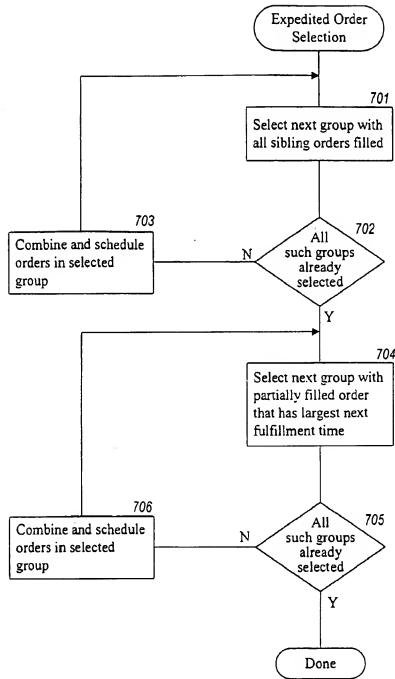 Expedited Order
Selection
701
Select next group with
all sibling orders filled
703
Combine and schedule
orders in selected
group
702
All
such groups
already
selected
N
Y
704
Select next group with
partially filled order
that has largest next
fulfillment time
706
Combine and schedule
orders in selected
group
705
All
such groups
already
selected
N
Y
Done